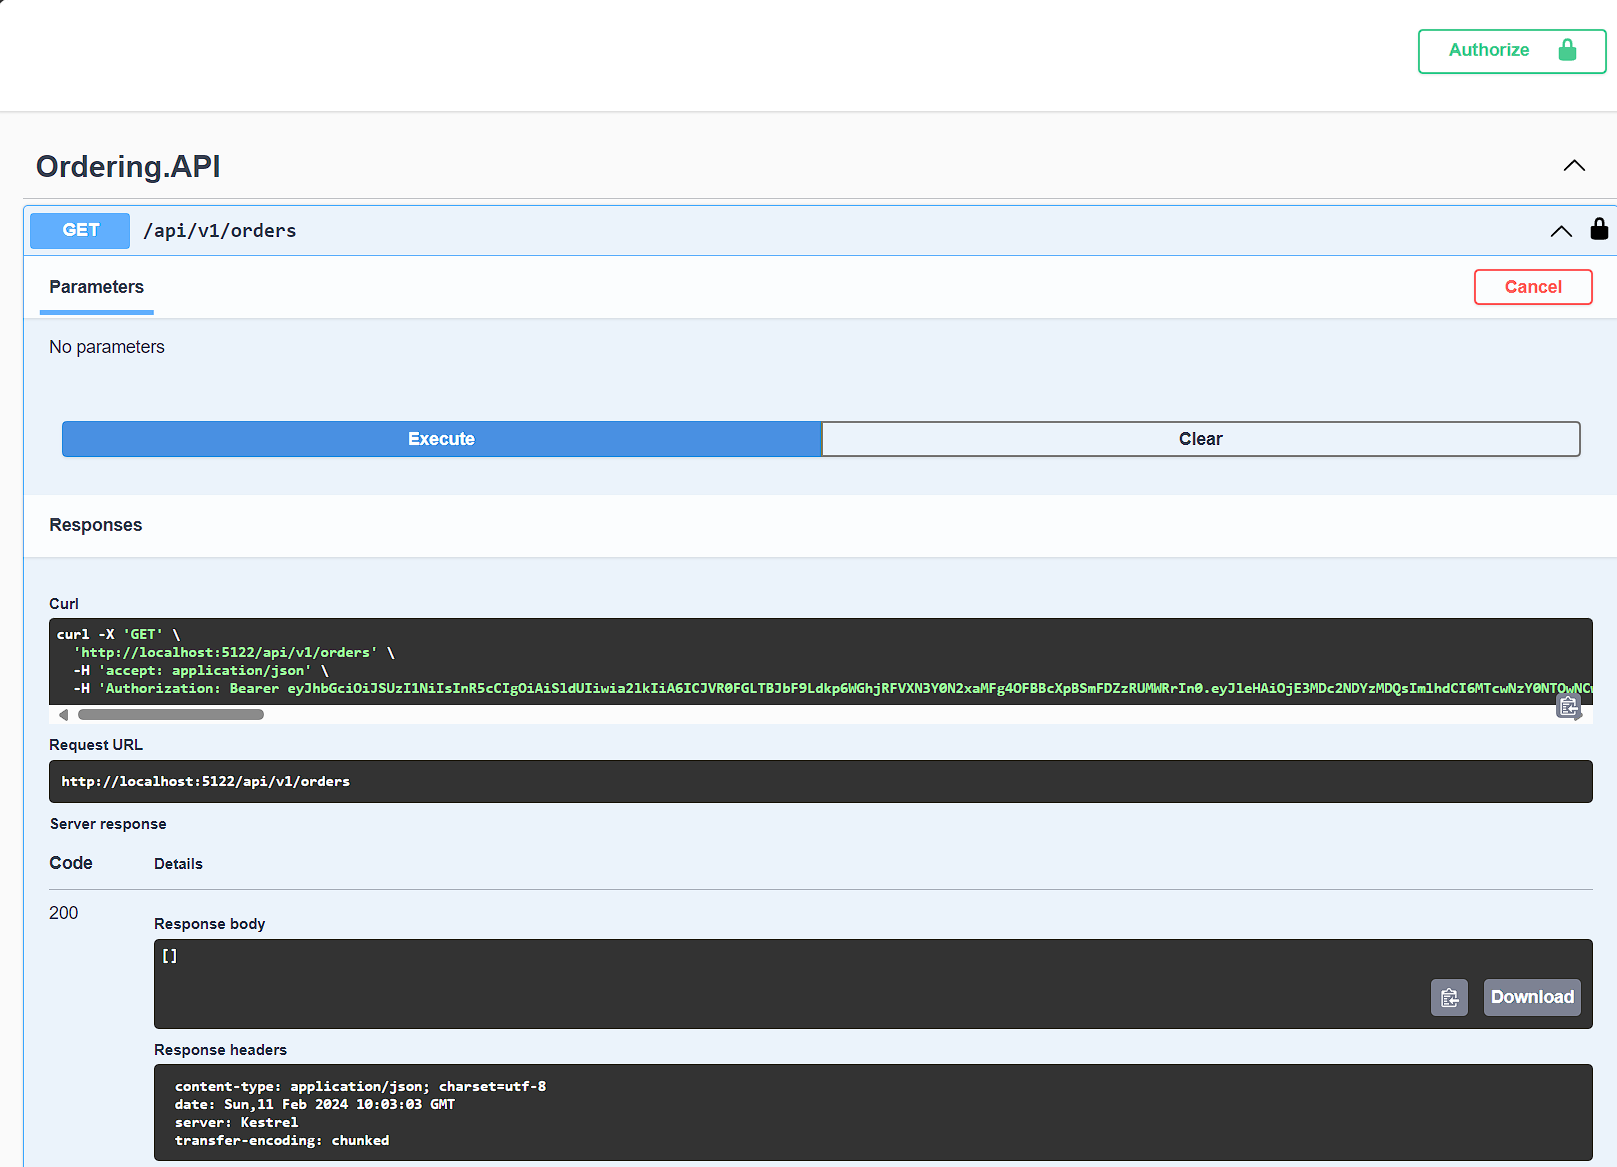 Authorize
Ordering.API
GET /api/v1/orders
Parameters
Cancel
No parameters
Execute
Clear
Responses
Curl
curl -X 'GET' \
'http://localhost:5122/api/v1/orders' \
-H 'accept: application/json' \
-H 'Authorization: Bearer eyJhbGciOiJSUzI1NiIsInR5cCIgOiAiSldUIiwia2lkIiA6ICJVR0FGLTBJbF9Ldkp6WGhjRFVXN3Y0N2xaMFg4OFBBcXpBSmFDZzRUMWRrIn0.eyJleHAiOjE3MDc2NDYzMDQsImlhdCI6MTcwNzY0NTQwNCw
Request URL
http://localhost:5122/api/v1/orders
Server response
Code Details
200
Response body
[]
Download
Response headers
content-type: application/json; charset=utf-8
date: Sun,11 Feb 2024 10:03:03 GMT
server: Kestrel
transfer-encoding: chunked